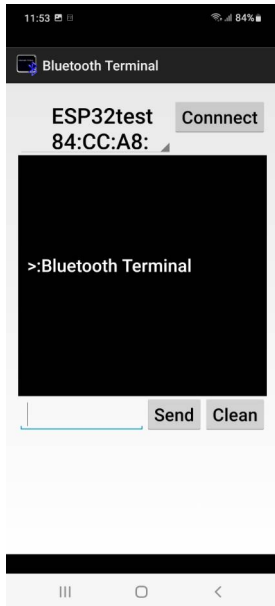 11:53 84%
Bluetooth Terminal
ESP32test Connnect
84:CC:A8:
>:Bluetooth Terminal
Send Clean